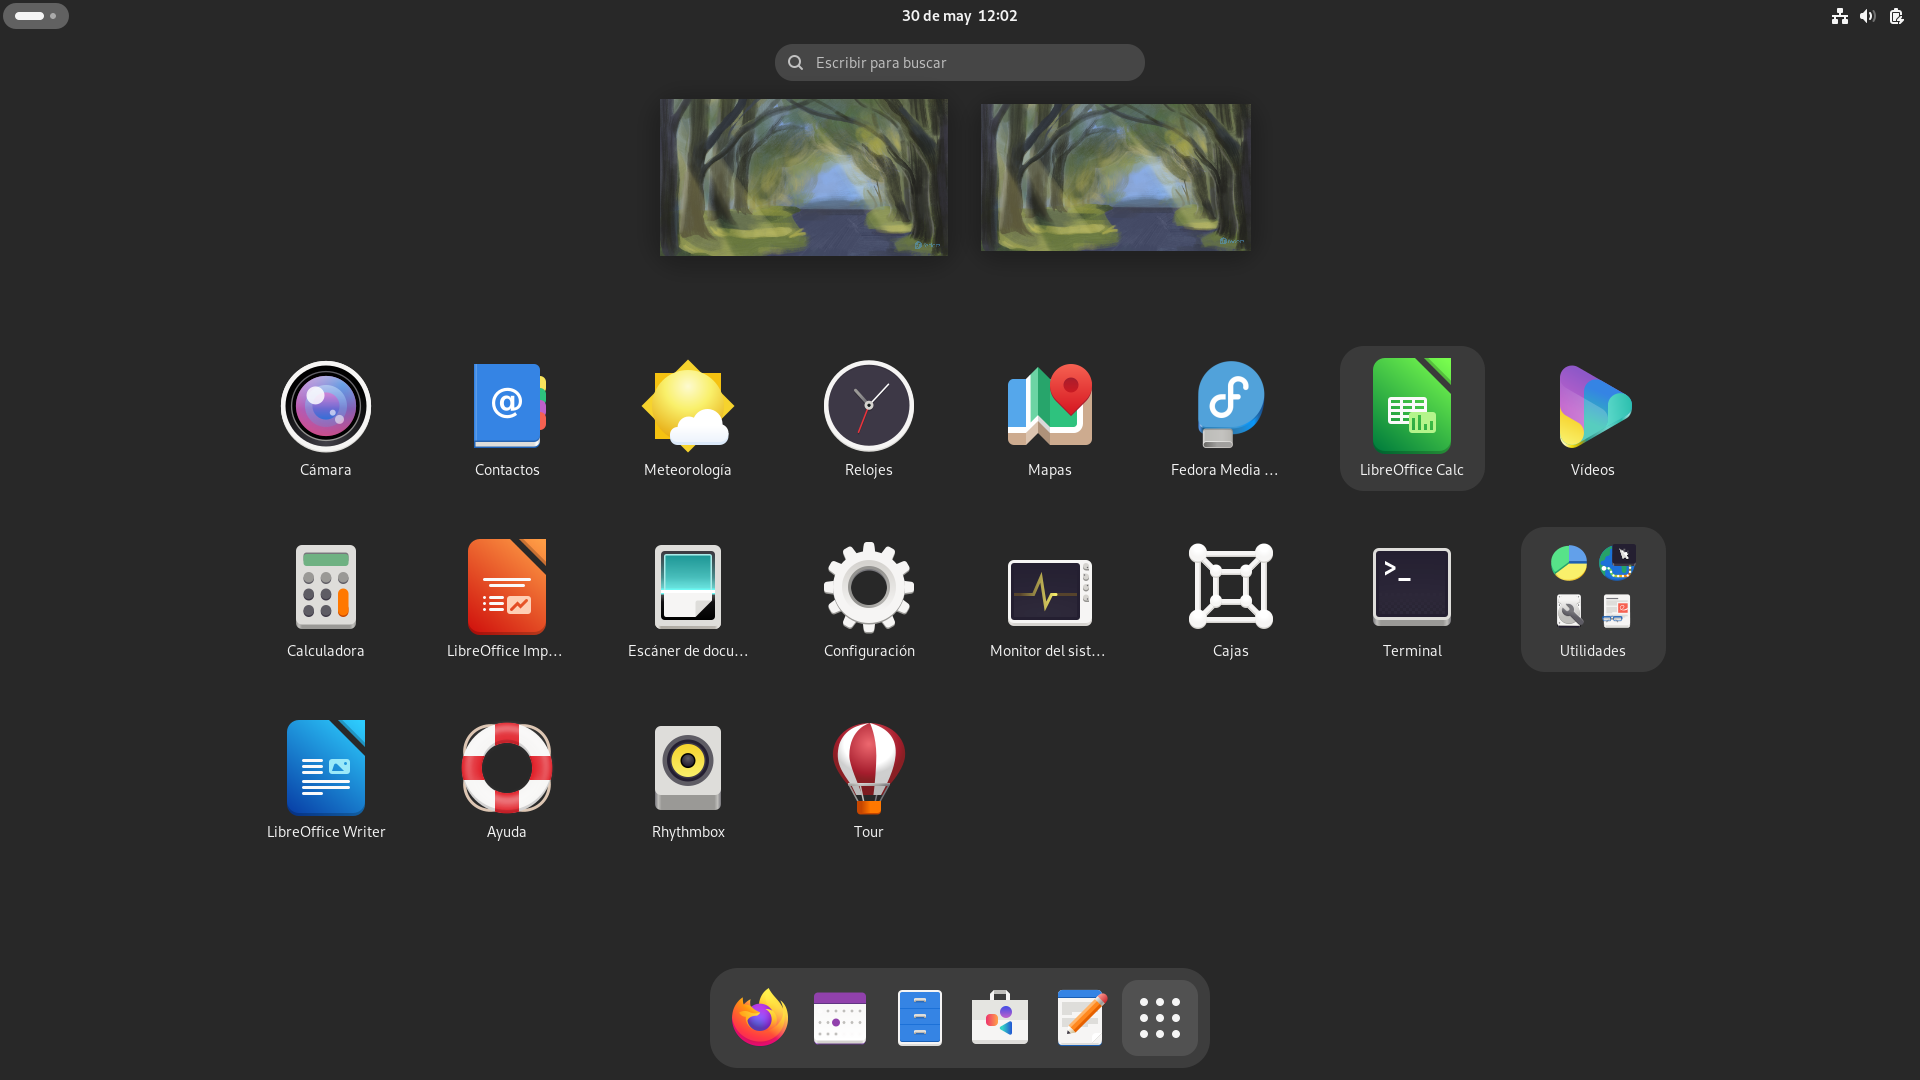 30 de may 12:02
Escribir para buscar
Cámara
Contactos
Meteorología
Relojes
Mapas
Fedora Media …
LibreOffice Calc
Vídeos
Calculadora
LibreOffice Imp…
Escáner de docu…
Configuración
Monitor del sist…
Cajas
Terminal
Utilidades
LibreOffice Writer
Ayuda
Rhythmbox
Tour